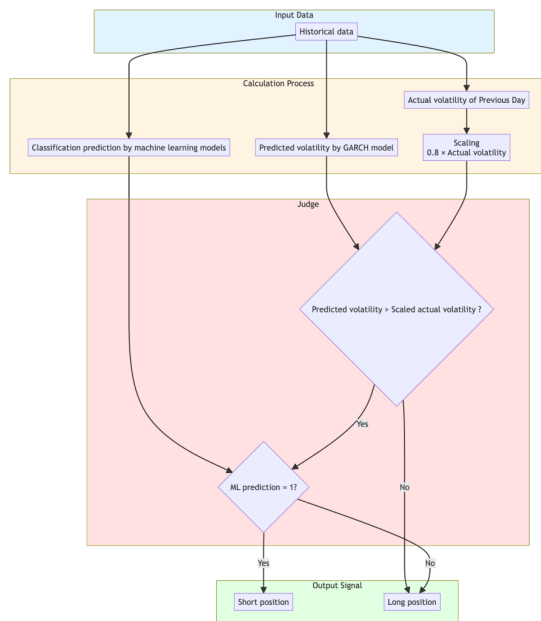 Input Data
Historical data
Calculation Process
Actual volatility of Previous Day
Classification prediction by machine learning models
Predicted volatility by GARCH model
Scaling
0.8 × Actual volatility
Judge
Predicted volatility > Scaled actual volatility ?
Yes
ML prediction = 1?
No
Yes
No
Output Signal
Short position
Long position